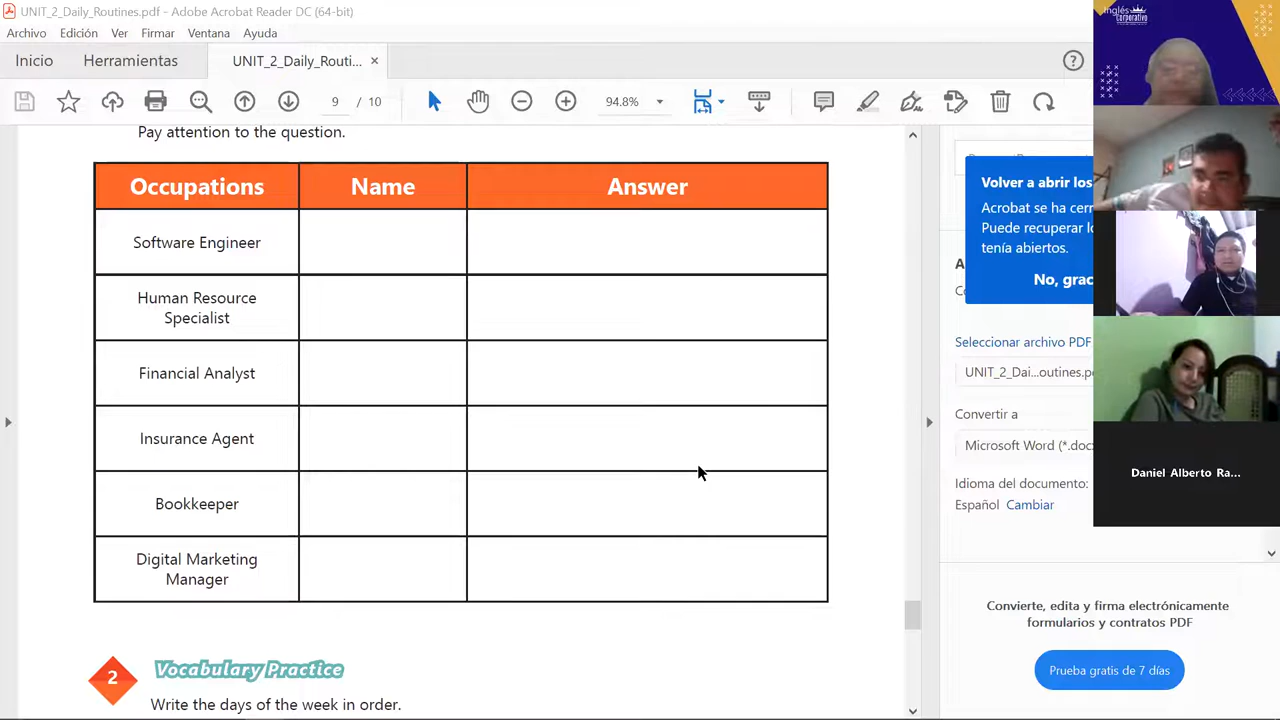 UNIT_2_Daily_Routines.pdf - Adobe Acrobat Reader DC (64-bit)
Archivo Edición Ver Firmar Ventana Ayuda
Inicio Herramientas UNIT_2_Daily_Routi... ×
9 / 10 94.8%
Pay attention to the question.
Occupations Name Answer
Software Engineer
Human Resource
Specialist
Financial Analyst
Insurance Agent
Bookkeeper
Digital Marketing
Manager
2 Vocabulary Practice
Write the days of the week in order.
Volver a abrir los
Acrobat se ha cerr
Puede recuperar lo
tenía abiertos.
No, grac
Seleccionar archivo PDF
UNIT_2_Dai...outines.p
Convertir a
Microsoft Word (*.doc
Idioma del documento:
Español Cambiar
Convierte, edita y firma electrónicamente
formularios y contratos PDF
Prueba gratis de 7 días
Inglés
Corporativo
Daniel Alberto Ra...